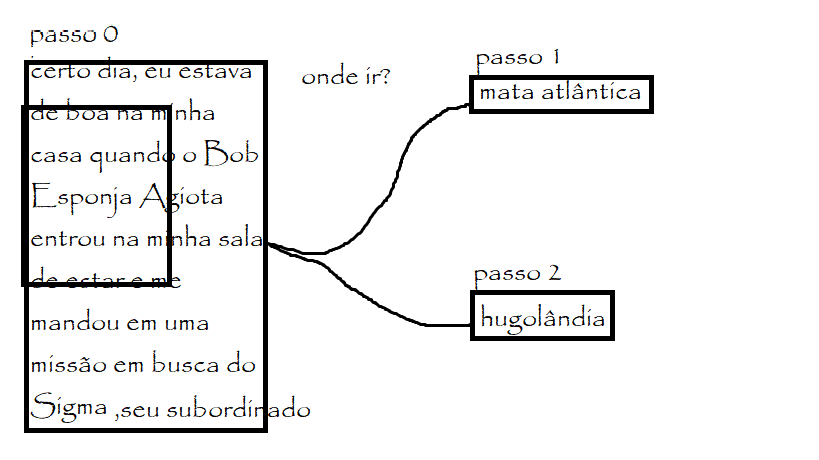 passo 0
certo dia, eu estava
de boa na minha
casa quando o Bob
Esponja Agiota
entrou na minha sala
de estar e me
mandou em uma
missão em busca do
Sigma ,seu subordinado
onde ir?
passo 1
mata atlântica
passo 2
hugolândia